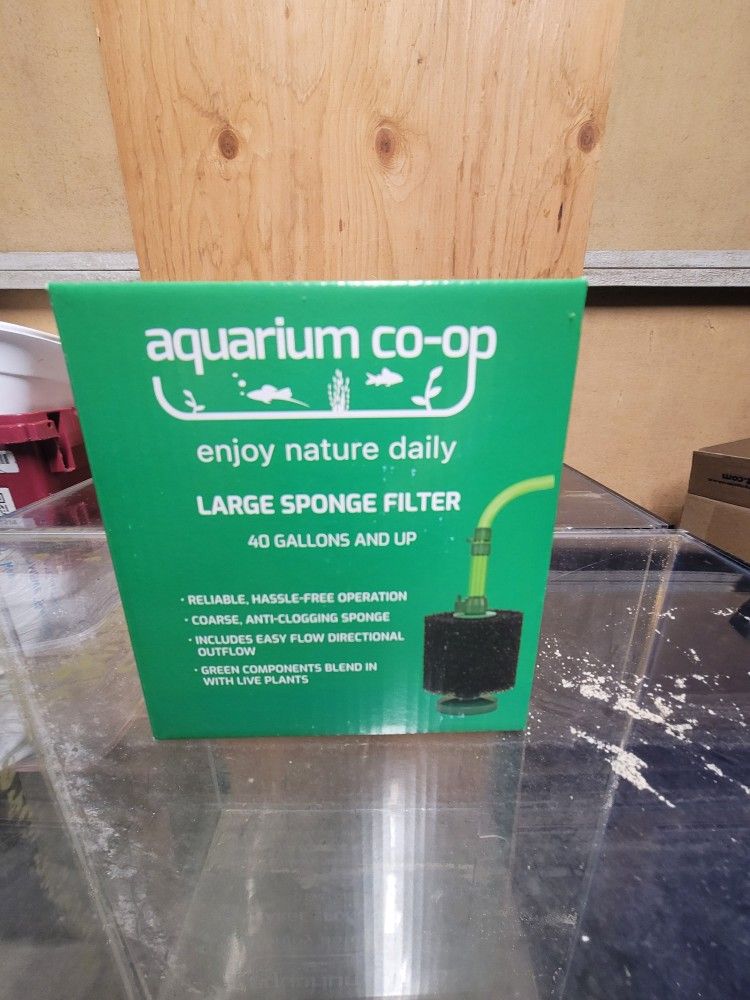 aquarium co-op
enjoy nature daily
LARGE SPONGE FILTER
40 GALLONS AND UP
· RELIABLE, HASSLE-FREE OPERATION
· COARSE, ANTI-CLOGGING SPONGE
· INCLUDES EASY FLOW DIRECTIONAL
OUTFLOW
· GREEN COMPONENTS BLEND IN
WITH LIVE PLANTS
.com